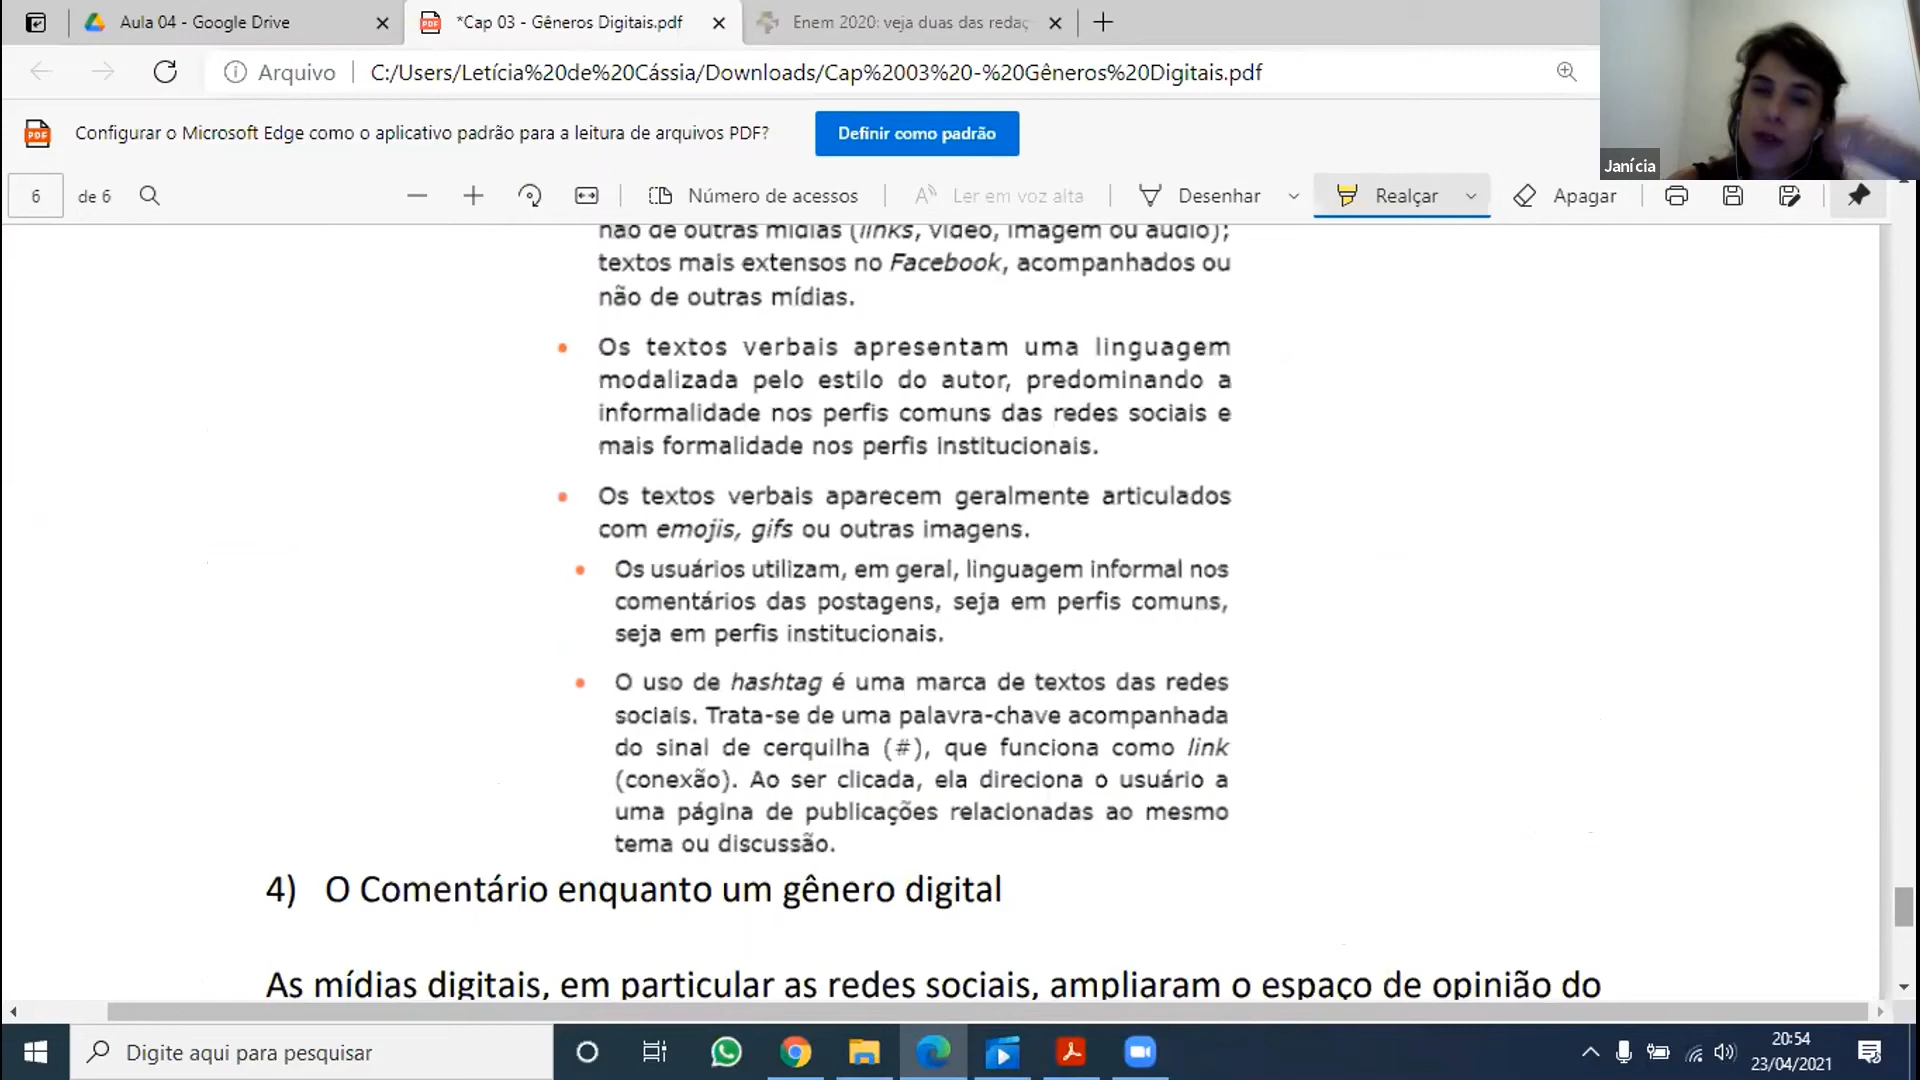 Aula 04 - Google Drive
*Cap 03 - Gêneros Digitais.pdf
Enem 2020: veja duas das redaç
Arquivo
C:/Users/Letícia%20de%20Cássia/Downloads/Cap%2003%20-%20Gêneros%20Digitais.pdf
PDF
Configurar o Microsoft Edge como o aplicativo padrão para a leitura de arquivos PDF?
Definir como padrão
Janícia
6
de 6
Número de acessos
Ler em voz alta
Desenhar
Realçar
Apagar
não de outras mídias (links, vídeo, imagem ou áudio);
textos mais extensos no Facebook, acompanhados ou
não de outras mídias.
• Os textos verbais apresentam uma linguagem
modalizada pelo estilo do autor, predominando a
informalidade nos perfis comuns das redes sociais e
mais formalidade nos perfis institucionais.
• Os textos verbais aparecem geralmente articulados
com emojis, gifs ou outras imagens.
• Os usuários utilizam, em geral, linguagem informal nos
comentários das postagens, seja em perfis comuns,
seja em perfis institucionais.
• O uso de hashtag é uma marca de textos das redes
sociais. Trata-se de uma palavra-chave acompanhada
do sinal de cerquilha (#), que funciona como link
(conexão). Ao ser clicada, ela direciona o usuário a
uma página de publicações relacionadas ao mesmo
tema ou discussão.
4) O Comentário enquanto um gênero digital
As mídias digitais, em particular as redes sociais, ampliaram o espaço de opinião do
Digite aqui para pesquisar
20:54
23/04/2021